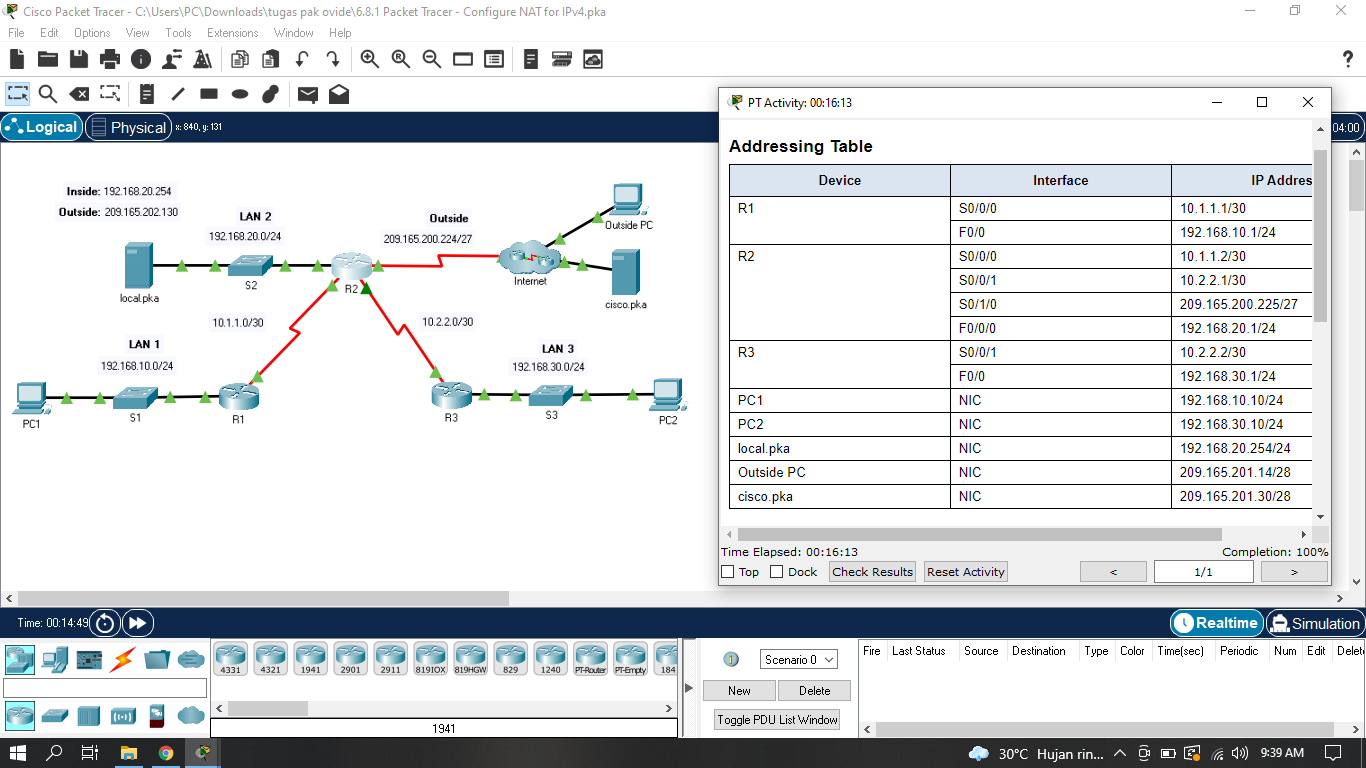 Cisco Packet Tracer - C:\Users\PC\Downloads\tugas pak ovide\6.8.1 Packet Tracer - Configure NAT for IPv4.pka
File Edit Options View Tools Extensions Window Help
Logical Physical x: 840, y: 131
04:00
Inside: 192.168.20.254
Outside: 209.165.202.130
LAN 2
192.168.20.0/24
Outside
209.165.200.224/27
Outside PC
local.pka
S2
R2
Internet
cisco.pka
10.1.1.0/30
10.2.2.0/30
LAN 1
192.168.10.0/24
LAN 3
192.168.30.0/24
PC1
S1
R1
R3
S3
PC2
PT Activity: 00:16:13
Addressing Table
Device Interface IP Addres
R1 S0/0/0 10.1.1.1/30
F0/0 192.168.10.1/24
R2 S0/0/0 10.1.1.2/30
S0/0/1 10.2.2.1/30
S0/1/0 209.165.200.225/27
F0/0/0 192.168.20.1/24
R3 S0/0/1 10.2.2.2/30
F0/0 192.168.30.1/24
PC1 NIC 192.168.10.10/24
PC2 NIC 192.168.30.10/24
local.pka NIC 192.168.20.254/24
Outside PC NIC 209.165.201.14/28
cisco.pka NIC 209.165.201.30/28
Time Elapsed: 00:16:13 Completion: 100%
Top Dock Check Results Reset Activity < 1/1 >
Time: 00:14:49
Realtime Simulation
4331 4321 1941 2901 2911 819IOX 819HGW 829 1240 PT-Router PT-Empty 184
1941
Scenario 0
New Delete
Toggle PDU List Window
Fire Last Status Source Destination Type Color Time(sec) Periodic Num Edit Delet
30°C Hujan rin... 9:39 AM